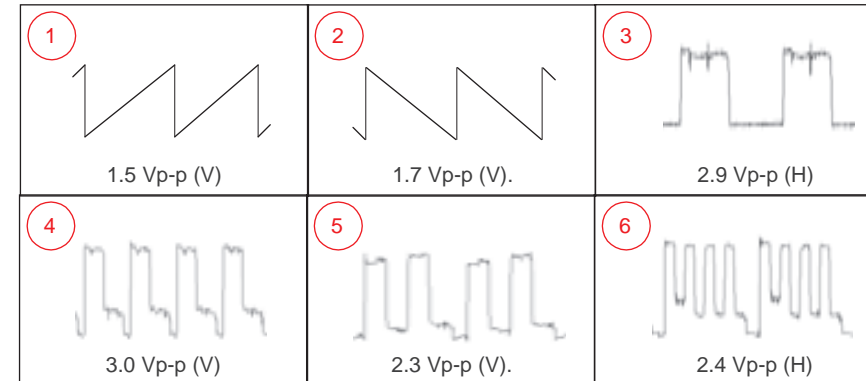 1
2
3
1.5 Vp-p (V)
1.7 Vp-p (V).
2.9 Vp-p (H)
4
5
6
3.0 Vp-p (V)
2.3 Vp-p (V).
2.4 Vp-p (H)